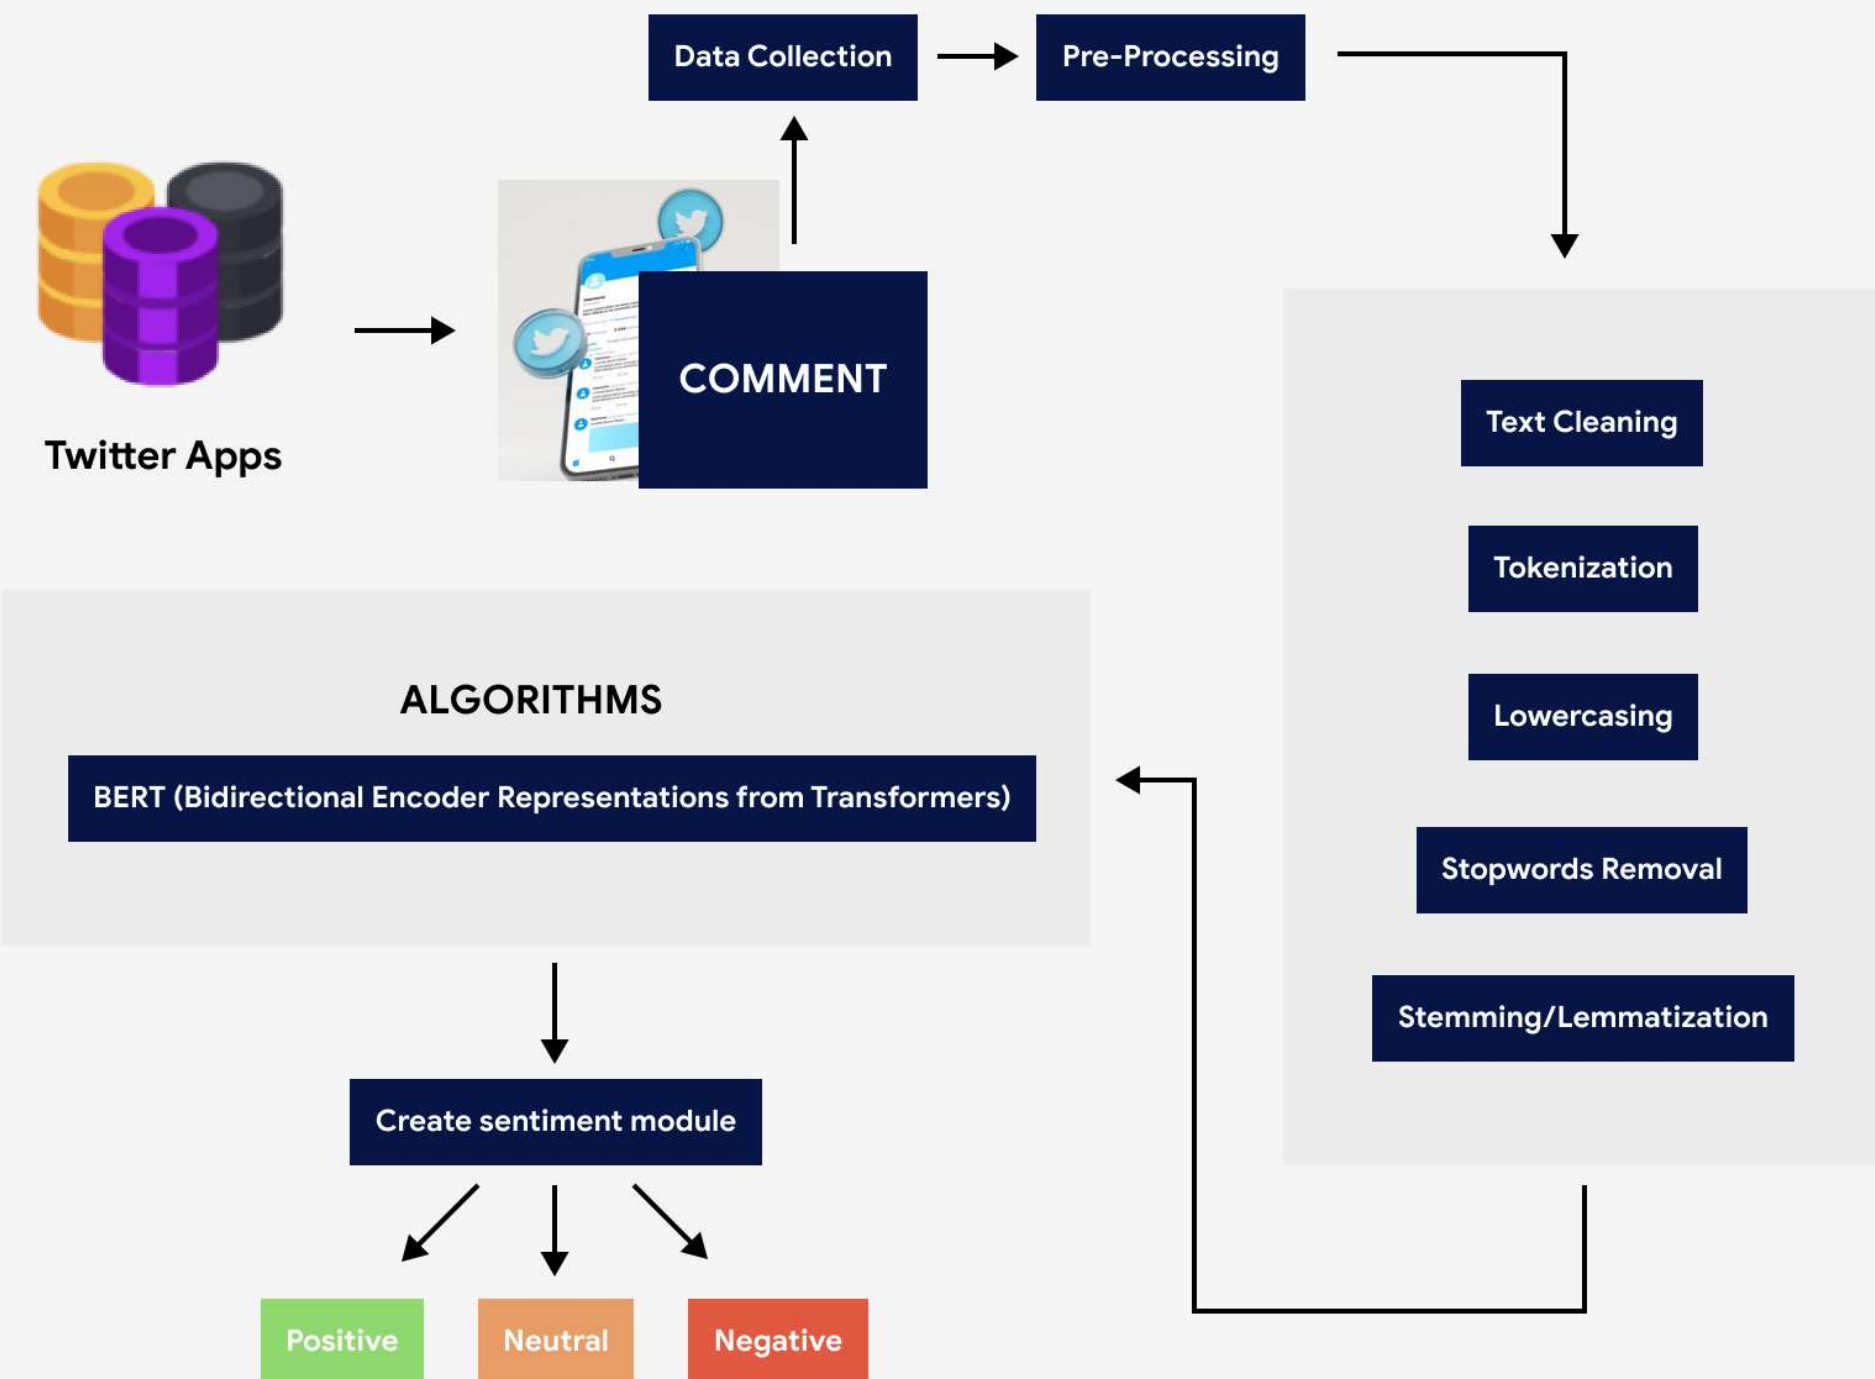 Data Collection
Pre-Processing
Twitter Apps
COMMENT
Text Cleaning
Tokenization
Lowercasing
Stopwords Removal
Stemming/Lemmatization
ALGORITHMS
BERT (Bidirectional Encoder Representations from Transformers)
Create sentiment module
Positive
Neutral
Negative